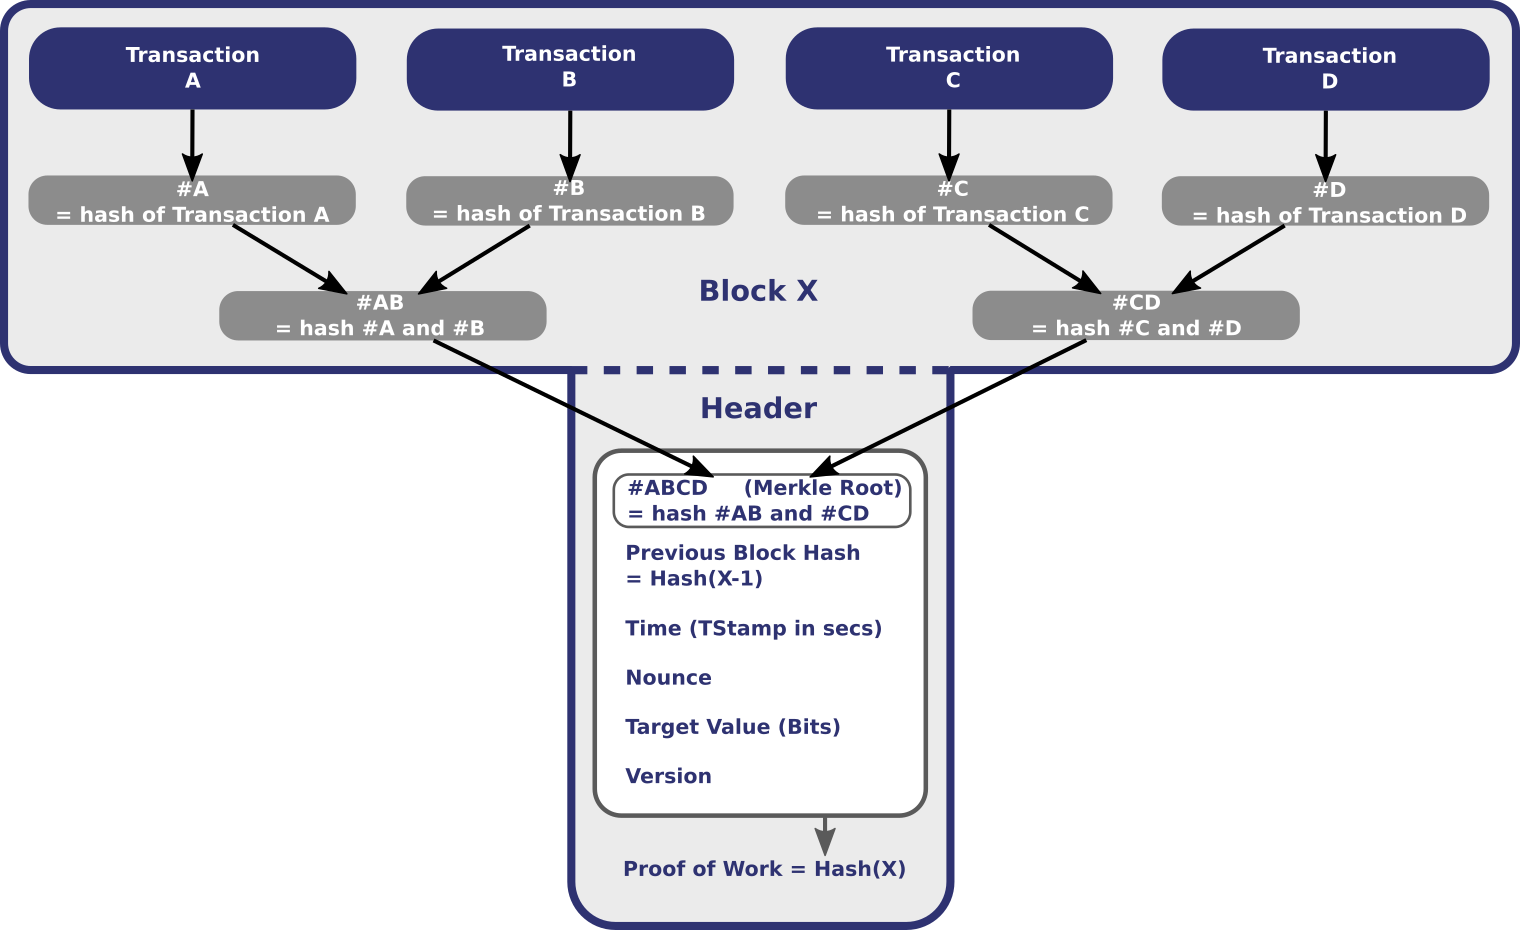 Transaction
A
Transaction
B
Transaction
C
Transaction
D
#A
= hash of Transaction A
#B
= hash of Transaction B
#C
= hash of Transaction C
#D
= hash of Transaction D
Block X
#AB
= hash #A and #B
#CD
= hash #C and #D
Header
#ABCD (Merkle Root)
= hash #AB and #CD
Previous Block Hash
= Hash(X-1)
Time (TStamp in secs)
Nounce
Target Value (Bits)
Version
Proof of Work = Hash(X)